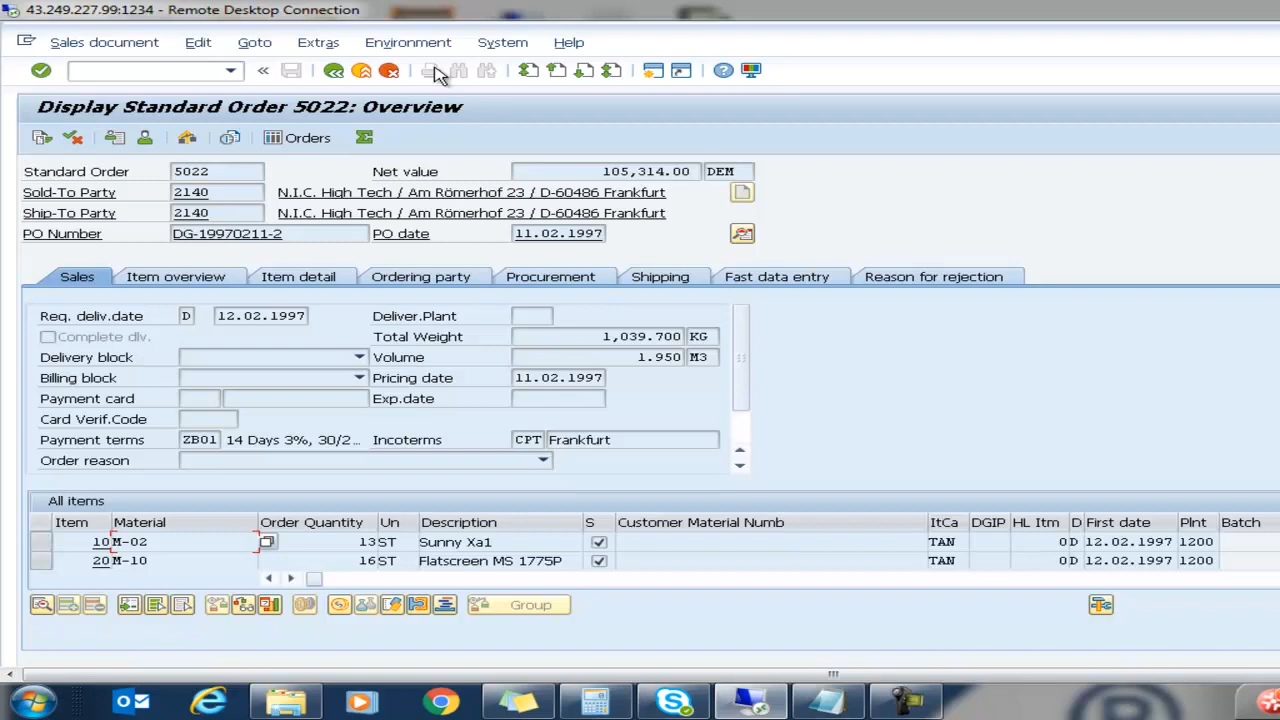 43.249.227.99:1234 - Remote Desktop Connection
Sales document Edit Goto Extras Environment System Help
Display Standard Order 5022: Overview
Orders
Standard Order 5022 Net value 105,314.00 DEM
Sold-To Party 2140 N.I.C. High Tech / Am Römerhof 23 / D-60486 Frankfurt
Ship-To Party 2140 N.I.C. High Tech / Am Römerhof 23 / D-60486 Frankfurt
PO Number DG-19970211-2 PO date 11.02.1997
Sales Item overview Item detail Ordering party Procurement Shipping Fast data entry Reason for rejection
Req. deliv.date D 12.02.1997 Deliver.Plant
Complete dlv. Total Weight 1,039.700 KG
Delivery block Volume 1.950 M3
Billing block Pricing date 11.02.1997
Payment card Exp.date
Card Verif.Code
Payment terms ZB01 14 Days 3%, 30/2... Incoterms CPT Frankfurt
Order reason
All items
Item Material Order Quantity Un Description S Customer Material Numb ItCa DGIP HL Itm D First date Plnt Batch
10 M-02 13 ST Sunny Xa1 TAN 0 D 12.02.1997 1200
20 M-10 16 ST Flatscreen MS 1775P TAN 0 D 12.02.1997 1200
Group